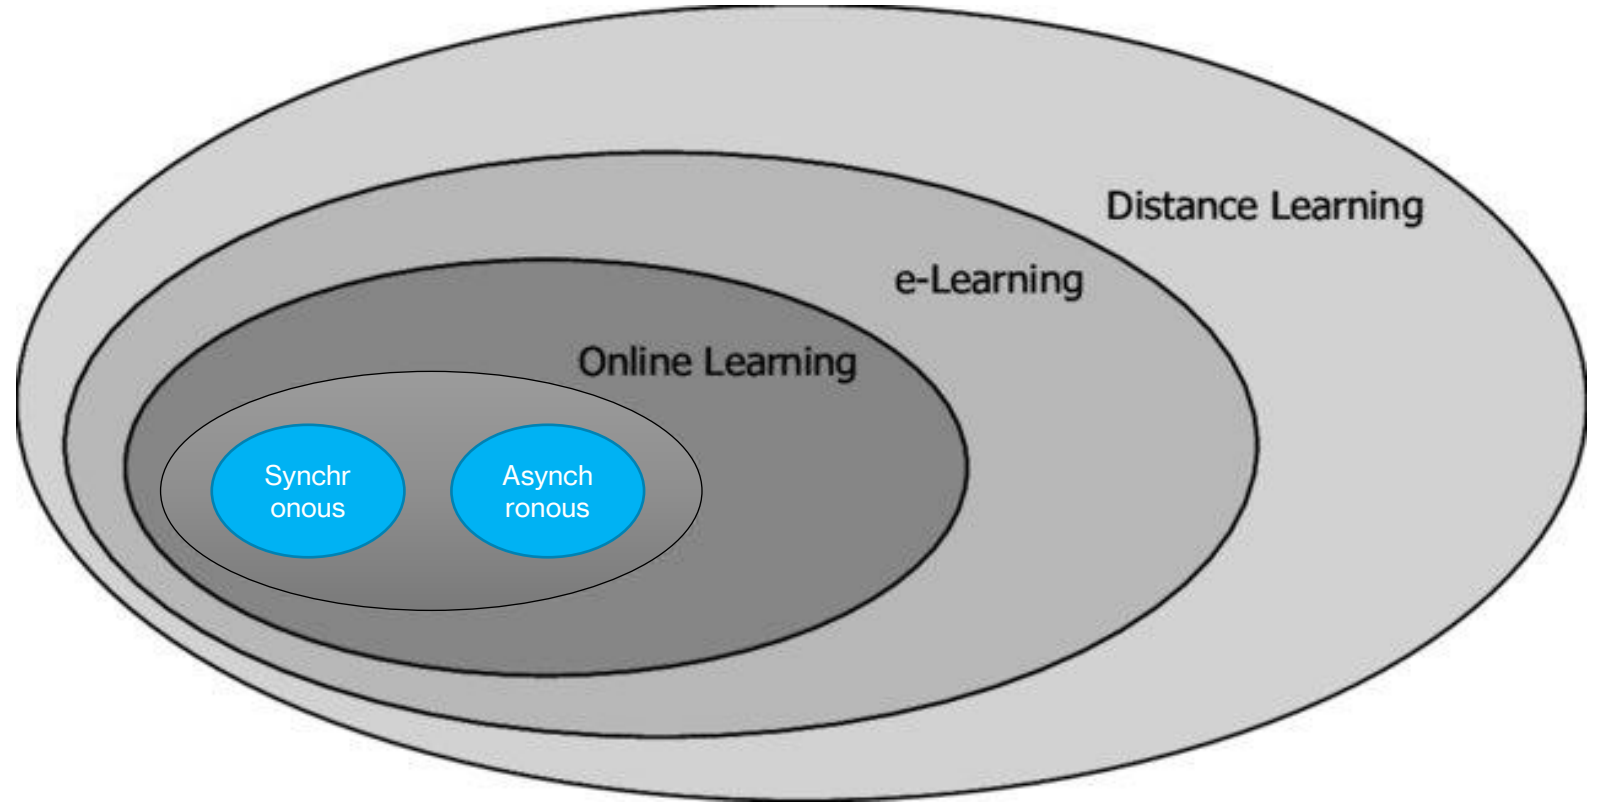 Distance Learning
e-Learning
Online Learning
Synchr
onous
Asynch
ronous